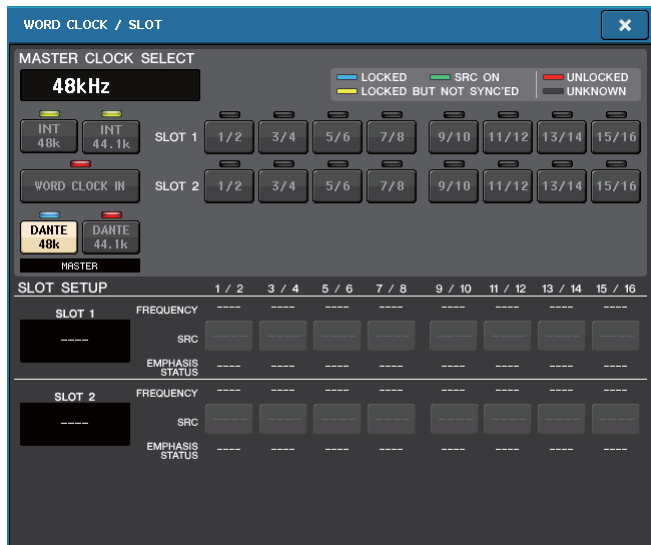 WORD CLOCK / SLOT
×
MASTER CLOCK SELECT
48kHz
LOCKED SRC ON UNLOCKED
LOCKED BUT NOT SYNC'ED UNKNOWN
INT 48k INT 44.1k SLOT 1 1/2 3/4 5/6 7/8 9/10 11/12 13/14 15/16
WORD CLOCK IN SLOT 2 1/2 3/4 5/6 7/8 9/10 11/12 13/14 15/16
DANTE 48k DANTE 44.1k
MASTER
SLOT SETUP 1 / 2 3 / 4 5 / 6 7 / 8 9 / 10 11 / 12 13 / 14 15 / 16
SLOT 1 FREQUENCY ---- ---- ---- ---- ---- ---- ---- ----
---- SRC ---- ---- ---- ---- ---- ---- ---- ----
EMPHASIS STATUS ---- ---- ---- ---- ---- ---- ---- ----
SLOT 2 FREQUENCY ---- ---- ---- ---- ---- ---- ---- ----
---- SRC ---- ---- ---- ---- ---- ---- ---- ----
EMPHASIS STATUS ---- ---- ---- ---- ---- ---- ---- ----